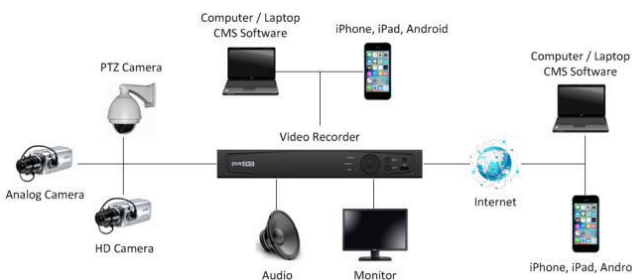 Computer / Laptop
CMS Software
iPhone, iPad, Android
Computer / Laptop
CMS Software
PTZ Camera
Video Recorder
Analog Camera
Internet
HD Camera
Audio
Monitor
iPhone, iPad, Andro